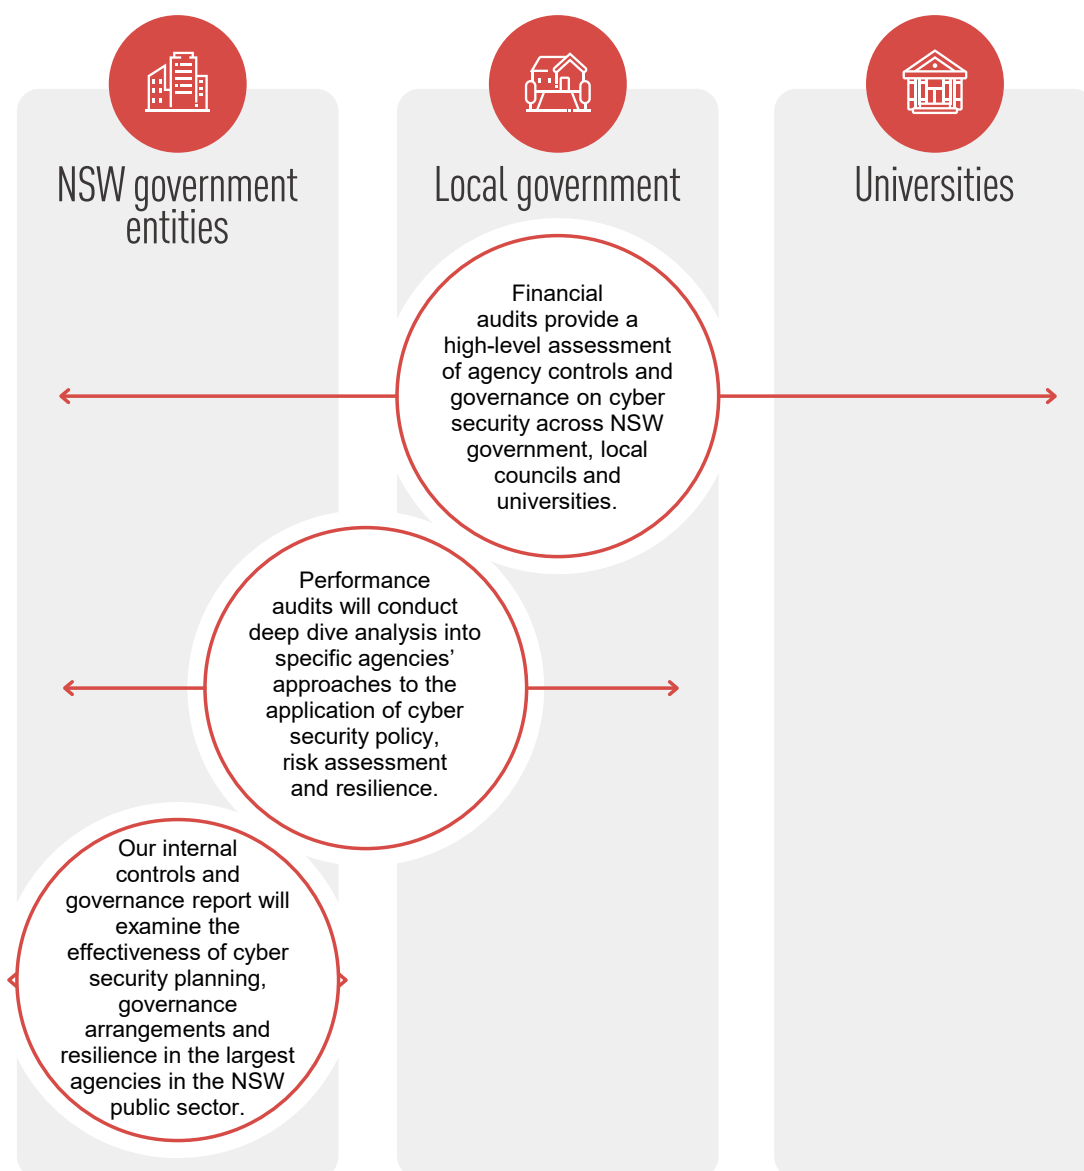 NSW government
entities
Local government
Universities
Financial
audits provide a
high-level assessment
of agency controls and
governance on cyber
security across NSW
government, local
councils and
universities.
Performance
audits will conduct
deep dive analysis into
specific agencies’
approaches to the
application of cyber
security policy,
risk assessment
and resilience.
Our internal
controls and
governance report will
examine the
effectiveness of cyber
security planning,
governance
arrangements and
resilience in the largest
agencies in the NSW
public sector.